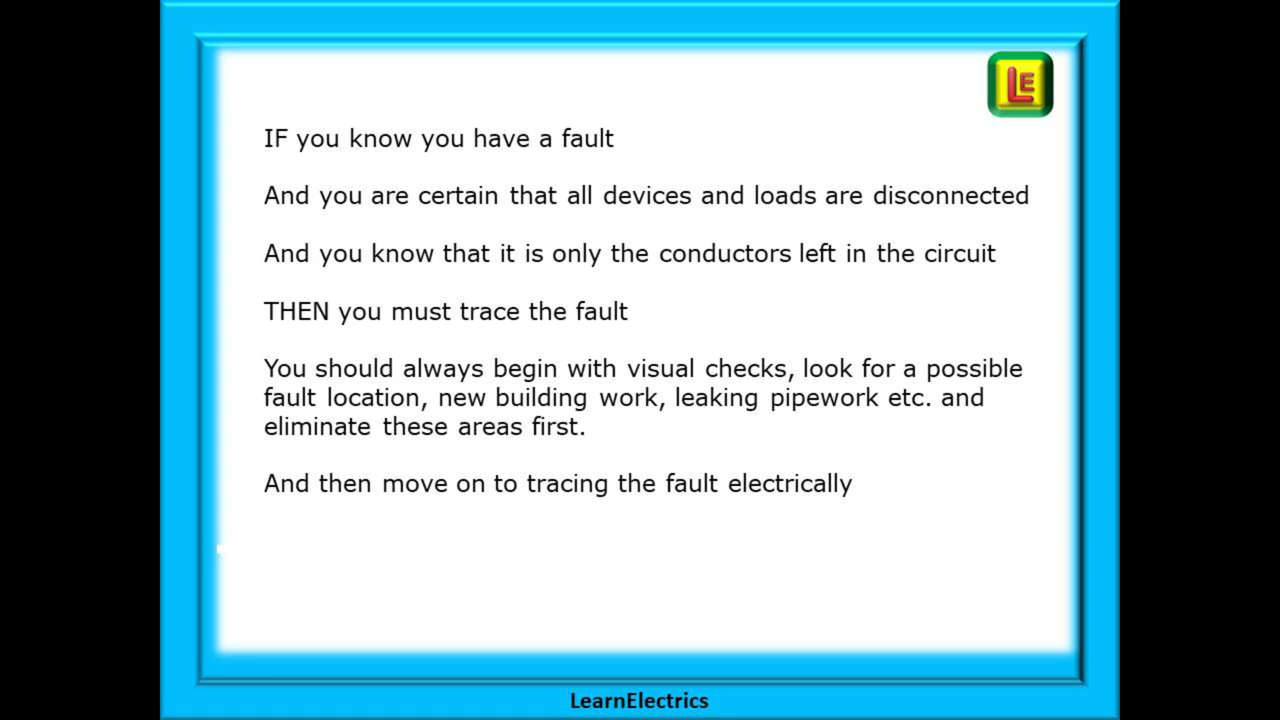 LE
IF you know you have a fault
And you are certain that all devices and loads are disconnected
And you know that it is only the conductors left in the circuit
THEN you must trace the fault
You should always begin with visual checks, look for a possible
fault location, new building work, leaking pipework etc. and
eliminate these areas first.
And then move on to tracing the fault electrically
LearnElectrics